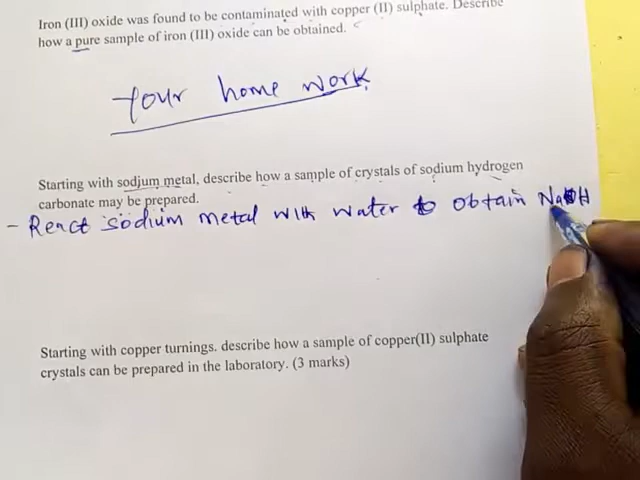 Iron (III) oxide was found to be contaminated with copper (II) sulphate. Describe
how a pure sample of iron (III) oxide can be obtained.
Your home work.
Starting with sodium metal, describe how a sample of crystals of sodium hydrogen
carbonate may be prepared.
- React sodium metal with water to obtain NaOH
Starting with copper turnings. describe how a sample of copper(II) sulphate
crystals can be prepared in the laboratory. (3 marks)